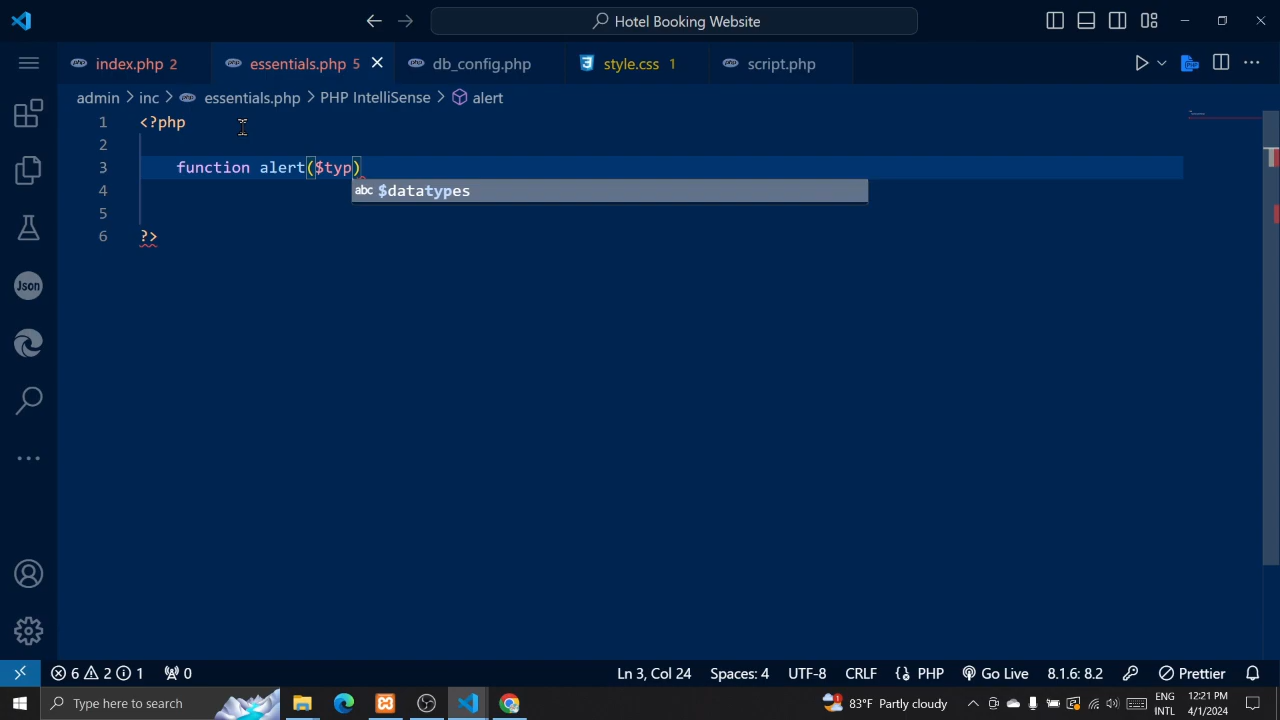 Hotel Booking Website
index.php 2
essentials.php 5
db_config.php
style.css 1
script.php
admin > inc > essentials.php > PHP IntelliSense > alert
1 <?php
2
3 function alert($typ)
abc $datatypes
4
5
6 ?>
Json
6 2 1 0
Ln 3, Col 24 Spaces: 4 UTF-8 CRLF PHP Go Live 8.1.6: 8.2 Prettier
Type here to search
83°F Partly cloudy
ENG
INTL
12:21 PM
4/1/2024